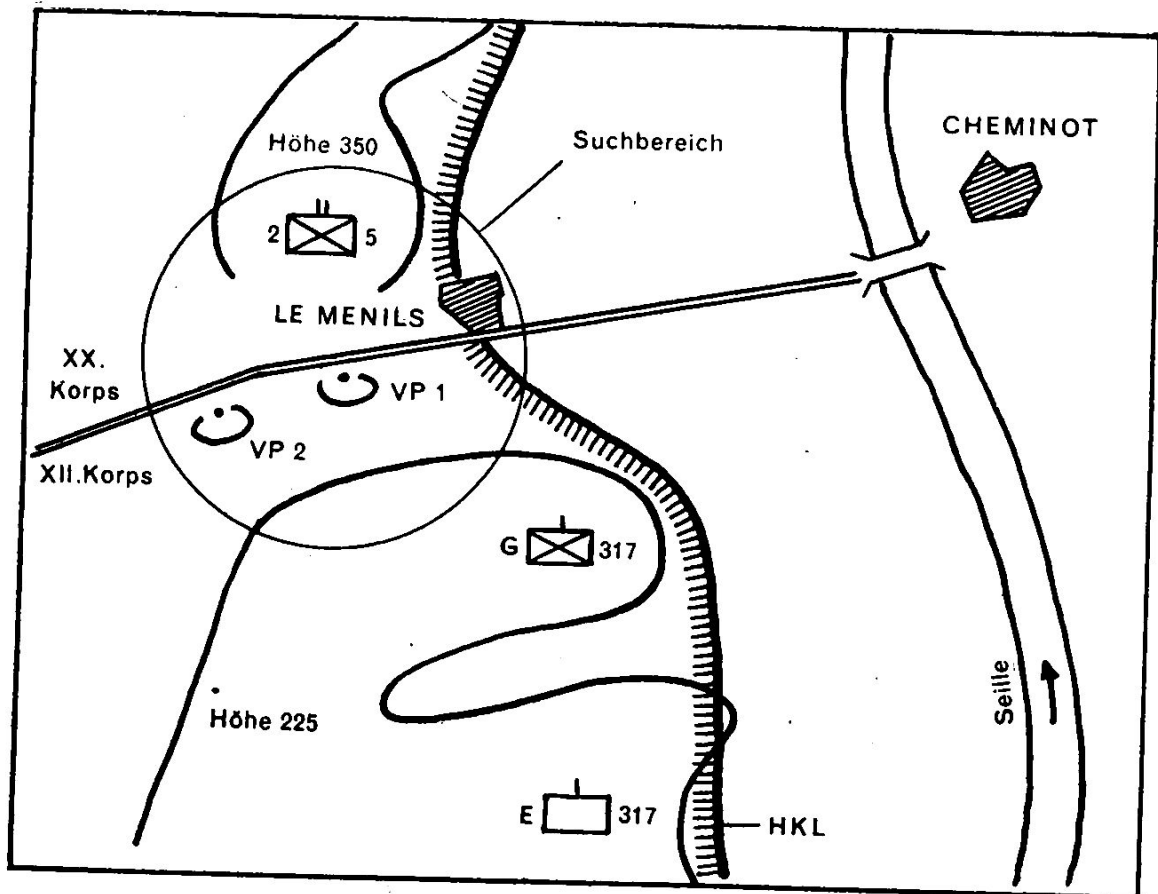 CHEMINOT
Suchbereich
Höhe 350
2 5
LE MENILS
XX.
Korps
VP 1
VP 2
XII.Korps
G 317
Seille
Höhe 225
E 317
HKL